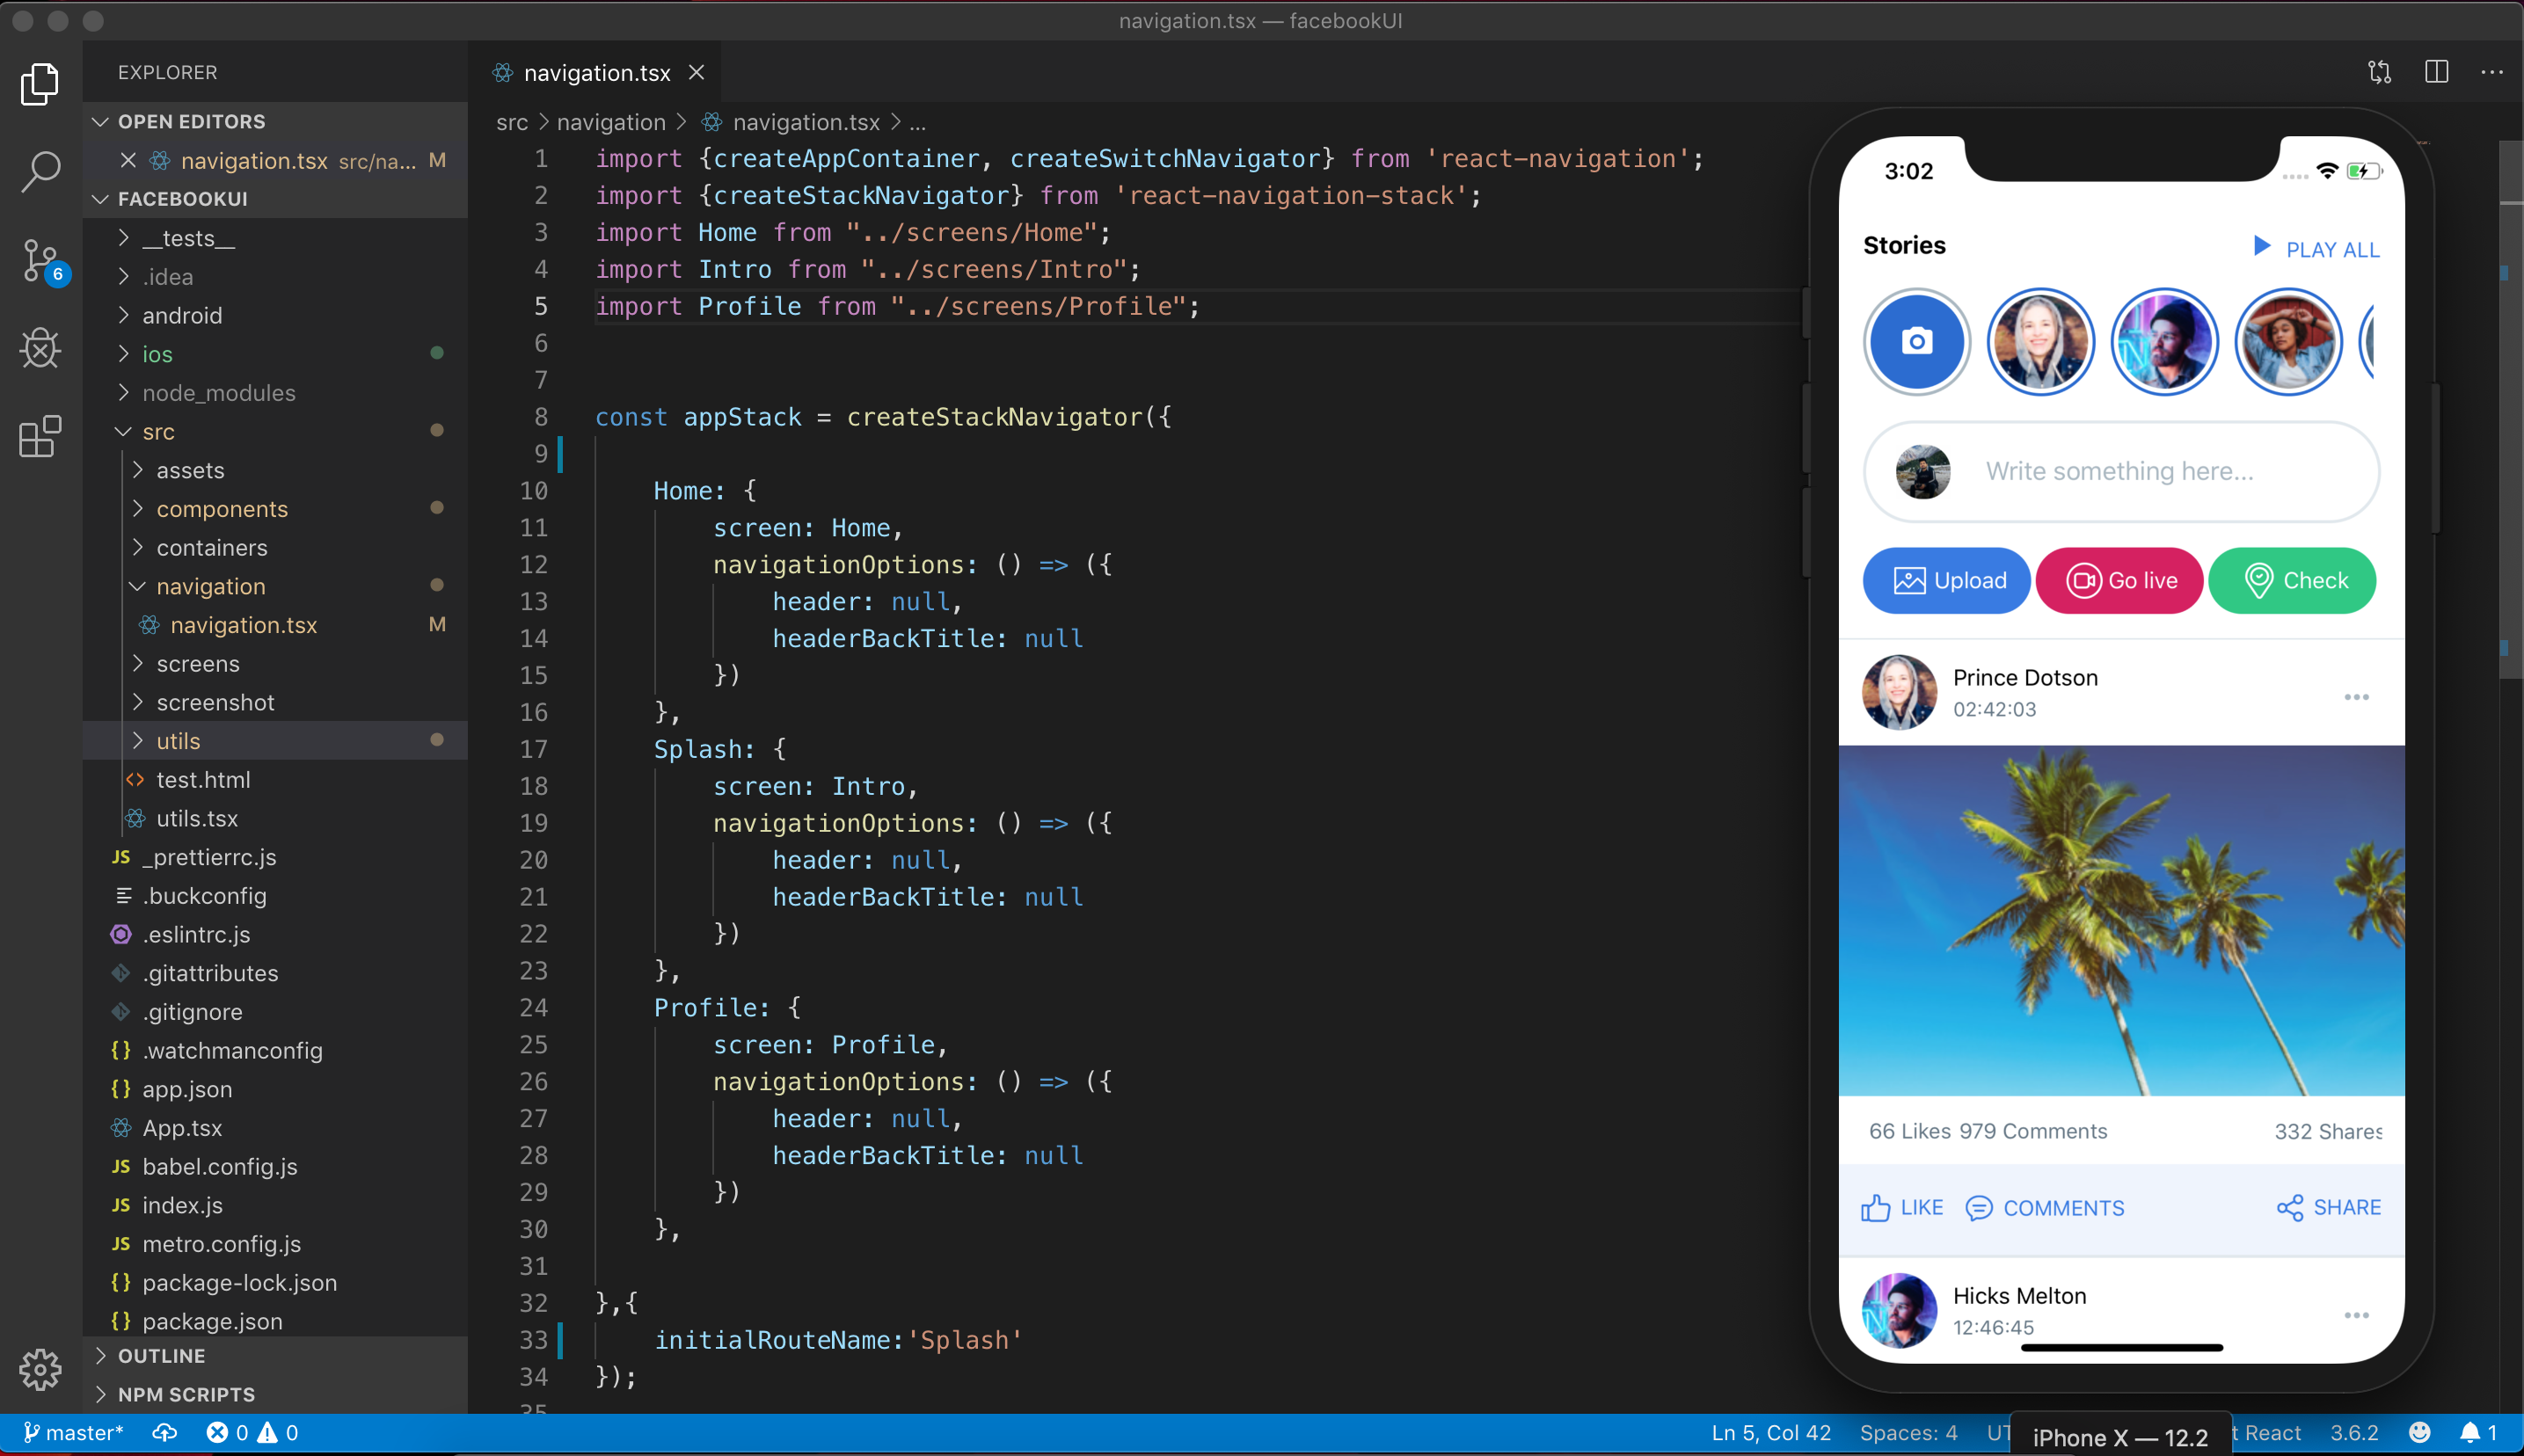 navigation.tsx — facebookUI
EXPLORER
OPEN EDITORS
navigation.tsx src/na... M
FACEBOOKUI
__tests__
.idea
android
ios
node_modules
src
assets
components
containers
navigation
navigation.tsx M
screens
screenshot
utils
test.html
utils.tsx
JS _prettierrc.js
.buckconfig
.eslintrc.js
.gitattributes
.gitignore
{} .watchmanconfig
{} app.json
App.tsx
JS babel.config.js
JS index.js
JS metro.config.js
{} package-lock.json
{} package.json
OUTLINE
NPM SCRIPTS
6
navigation.tsx
src > navigation > navigation.tsx > ...
1 import {createAppContainer, createSwitchNavigator} from 'react-navigation';
2 import {createStackNavigator} from 'react-navigation-stack';
3 import Home from "../screens/Home";
4 import Intro from "../screens/Intro";
5 import Profile from "../screens/Profile";
6
7
8 const appStack = createStackNavigator({
9
10 Home: {
11 screen: Home,
12 navigationOptions: () => ({
13 header: null,
14 headerBackTitle: null
15 })
16 },
17 Splash: {
18 screen: Intro,
19 navigationOptions: () => ({
20 header: null,
21 headerBackTitle: null
22 })
23 },
24 Profile: {
25 screen: Profile,
26 navigationOptions: () => ({
27 header: null,
28 headerBackTitle: null
29 })
30 },
31
32 },{
33 initialRouteName:'Splash'
34 });
35
3:02
Stories
PLAY ALL
Write something here...
Upload
Go live
Check
Prince Dotson
02:42:03
66 Likes 979 Comments
332 Shares
LIKE
COMMENTS
SHARE
Hicks Melton
12:46:45
master*
0
0
Ln 5, Col 42
Spaces: 4
iPhone X — 12.2
React
3.6.2
1